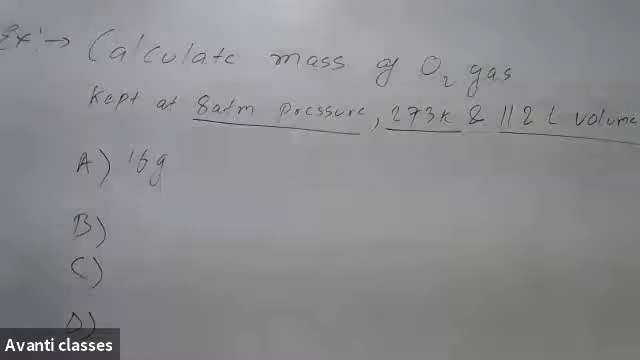 Ex:→ Calculate mass of O2 gas
Kept at 8atm pressure, 273K & 112 L volume
A) 16g
B)
C)
D)
Avanti classes